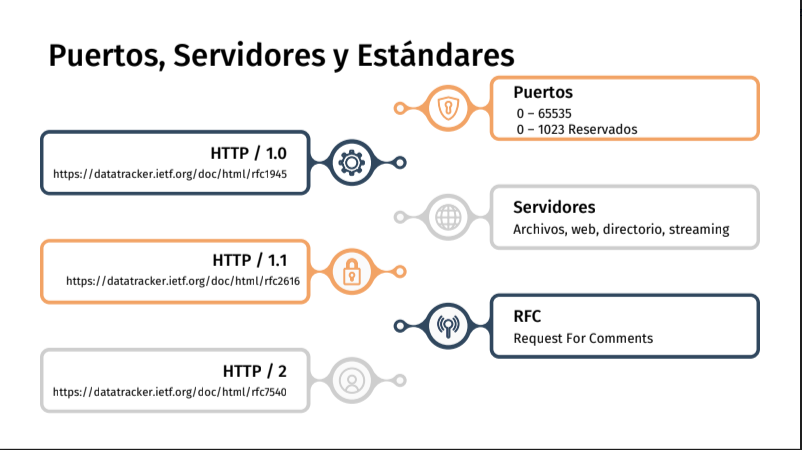 Puertos, Servidores y Estándares
Puertos
0 – 65535
0 – 1023 Reservados
HTTP / 1.0
https://datatracker.ietf.org/doc/html/rfc1945
Servidores
Archivos, web, directorio, streaming
HTTP / 1.1
https://datatracker.ietf.org/doc/html/rfc2616
RFC
Request For Comments
HTTP / 2
https://datatracker.ietf.org/doc/html/rfc7540